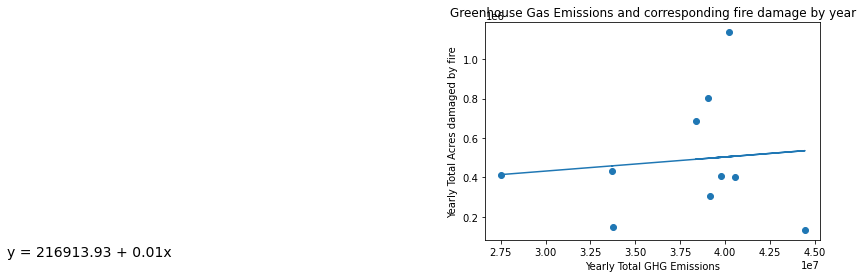 Greenhouse Gas Emissions and corresponding fire damage by year
1e6
Yearly Total Acres damaged by fire
1.0
0.8
0.6
0.4
0.2
2.75 3.00 3.25 3.50 3.75 4.00 4.25 4.50
1e7
Yearly Total GHG Emissions
y = 216913.93 + 0.01x